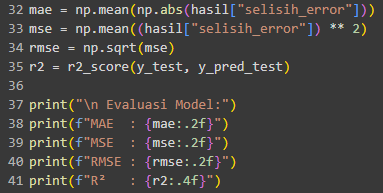 32 mae = np.mean(np.abs(hasil["selisih_error"]))
33 mse = np.mean((hasil["selisih_error"]) ** 2)
34 rmse = np.sqrt(mse)
35 r2 = r2_score(y_test, y_pred_test)
36
37 print("\n Evaluasi Model:")
38 print(f"MAE  : {mae:.2f}")
39 print(f"MSE  : {mse:.2f}")
40 print(f"RMSE : {rmse:.2f}")
41 print(f"R²   : {r2:.4f}")